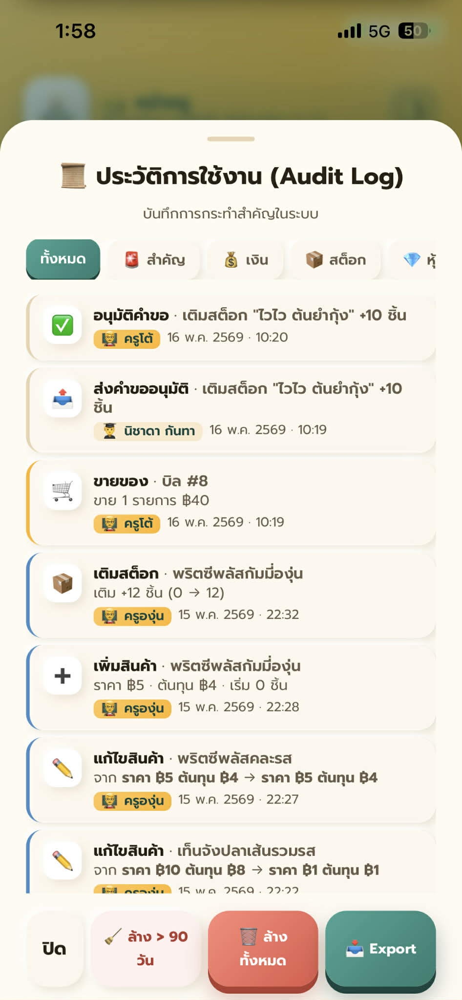 1:58
5G
50
ประวัติการใช้งาน (Audit Log)
บันทึกการกระทำสำคัญในระบบ
ทั้งหมด
สำคัญ
เงิน
สต็อก
อนุมัติคำขอ · เติมสต็อก "ไวไว ต้นยำกุ้ง" +10 ชิ้น
ครูโต้ 16 พ.ค. 2569 · 10:20
ส่งคำขออนุมัติ · เติมสต็อก "ไวไว ต้นยำกุ้ง" +10
ชิ้น
นิชาดา กันทา 16 พ.ค. 2569 · 10:19
ขายของ · บิล #8
ขาย 1 รายการ ฿40
ครูโต้ 16 พ.ค. 2569 · 10:19
เติมสต็อก · พริตซีพลัสกัมมี่องุ่น
เติม +12 ชิ้น (0 → 12)
ครูองุ่น 15 พ.ค. 2569 · 22:32
เพิ่มสินค้า · พริตซีพลัสกัมมี่องุ่น
ราคา ฿5 · ต้นทุน ฿4 · เริ่ม 0 ชิ้น
ครูองุ่น 15 พ.ค. 2569 · 22:28
แก้ไขสินค้า · พริตซีพลัสคละรส
จาก ราคา ฿5 ต้นทุน ฿4 → ราคา ฿5 ต้นทุน ฿4
ครูองุ่น 15 พ.ค. 2569 · 22:27
แก้ไขสินค้า · เท็นจังปลาเส้นรวมรส
จาก ราคา ฿10 ต้นทุน ฿8 → ราคา ฿1 ต้นทุน ฿1
ครูองุ่น 15 พ.ค. 2569 · 22:22
ปิด
ล้าง > 90
วัน
ล้าง
ทั้งหมด
Export